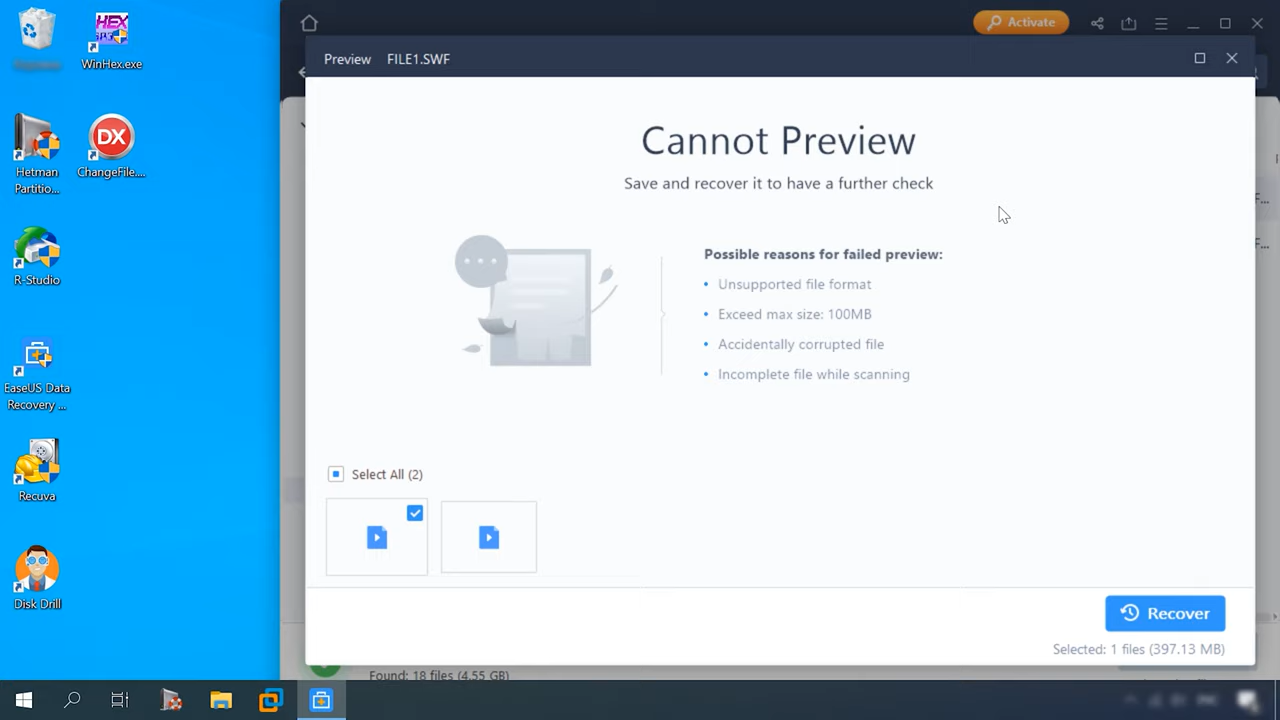 WinHex.exe
Hetman
Partitio...
DX
ChangeFile....
R-Studio
EaseUS Data
Recovery ...
Recuva
Disk Drill
Activate
Preview FILE1.SWF
Cannot Preview
Save and recover it to have a further check
Possible reasons for failed preview:
• Unsupported file format
• Exceed max size: 100MB
• Accidentally corrupted file
• Incomplete file while scanning
Select All (2)
Recover
Selected: 1 files (397.13 MB)
Found: 18 files (4.55 GB)
F...
F...